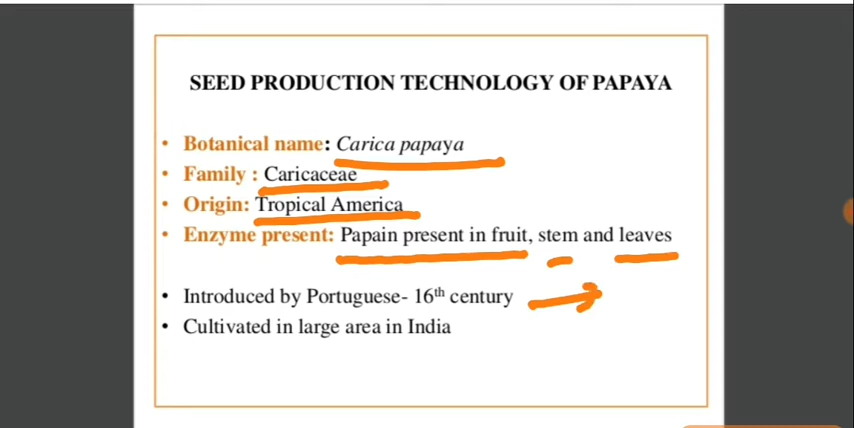 SEED PRODUCTION TECHNOLOGY OF PAPAYA
• Botanical name: Carica papaya
• Family : Caricaceae
• Origin: Tropical America
• Enzyme present: Papain present in fruit, stem and leaves
• Introduced by Portuguese- 16th century
• Cultivated in large area in India